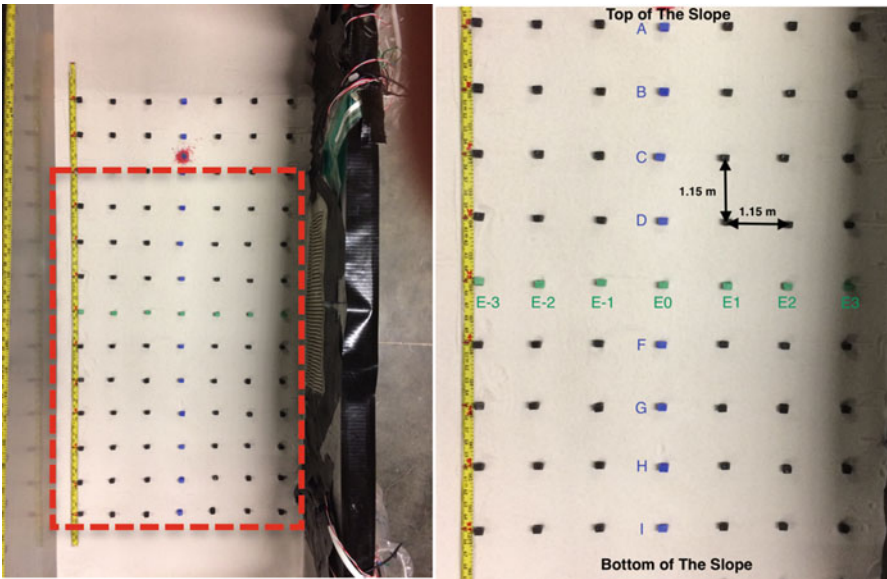 Top of The Slope
A
B
C
1.15 m
D
1.15 m
E-3 E-2 E-1 E0 E1 E2 E3
F
G
H
I
Bottom of The Slope